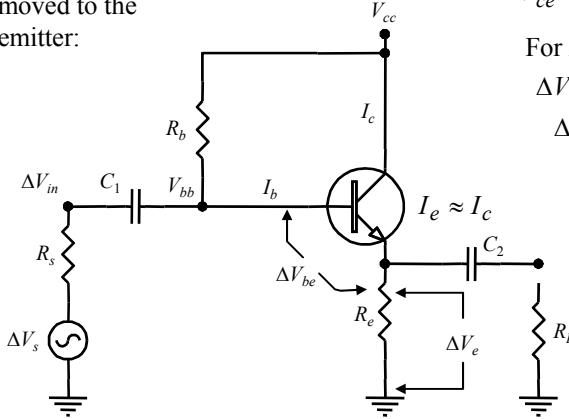 moved to the
emitter:
V_cc
V_ce
For
ΔV
Δ
I_c
R_b
ΔV_in
C_1
V_bb
I_b
I_e ≈ I_c
R_s
C_2
ΔV_be
R_e
ΔV_e
ΔV_s